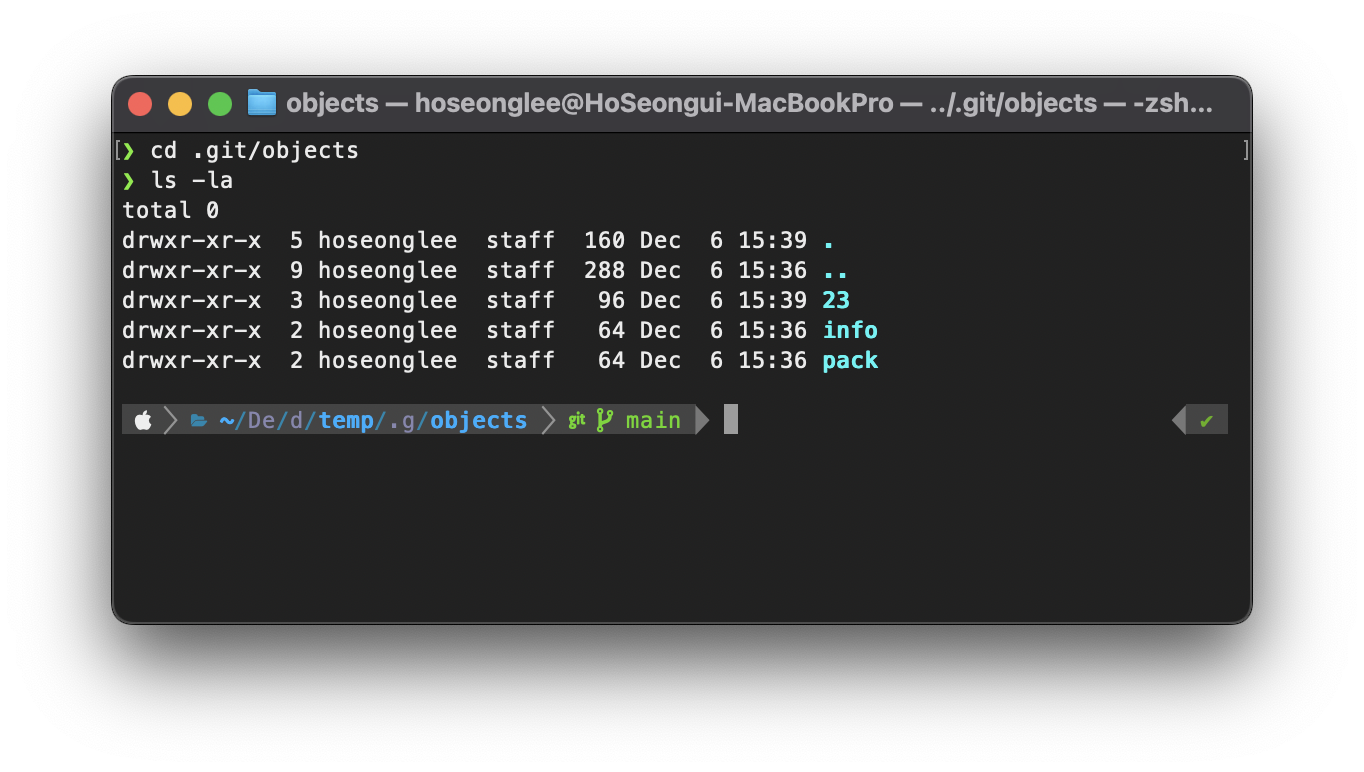 objects — hoseonglee@HoSeongui-MacBookPro — ../.git/objects — -zsh...
[❯ cd .git/objects ]
❯ ls -la
total 0
drwxr-xr-x  5 hoseonglee  staff  160 Dec  6 15:39 .
drwxr-xr-x  9 hoseonglee  staff  288 Dec  6 15:36 ..
drwxr-xr-x  3 hoseonglee  staff   96 Dec  6 15:39 23
drwxr-xr-x  2 hoseonglee  staff   64 Dec  6 15:36 info
drwxr-xr-x  2 hoseonglee  staff   64 Dec  6 15:36 pack
~/De/d/temp/.g/objects git main ✔